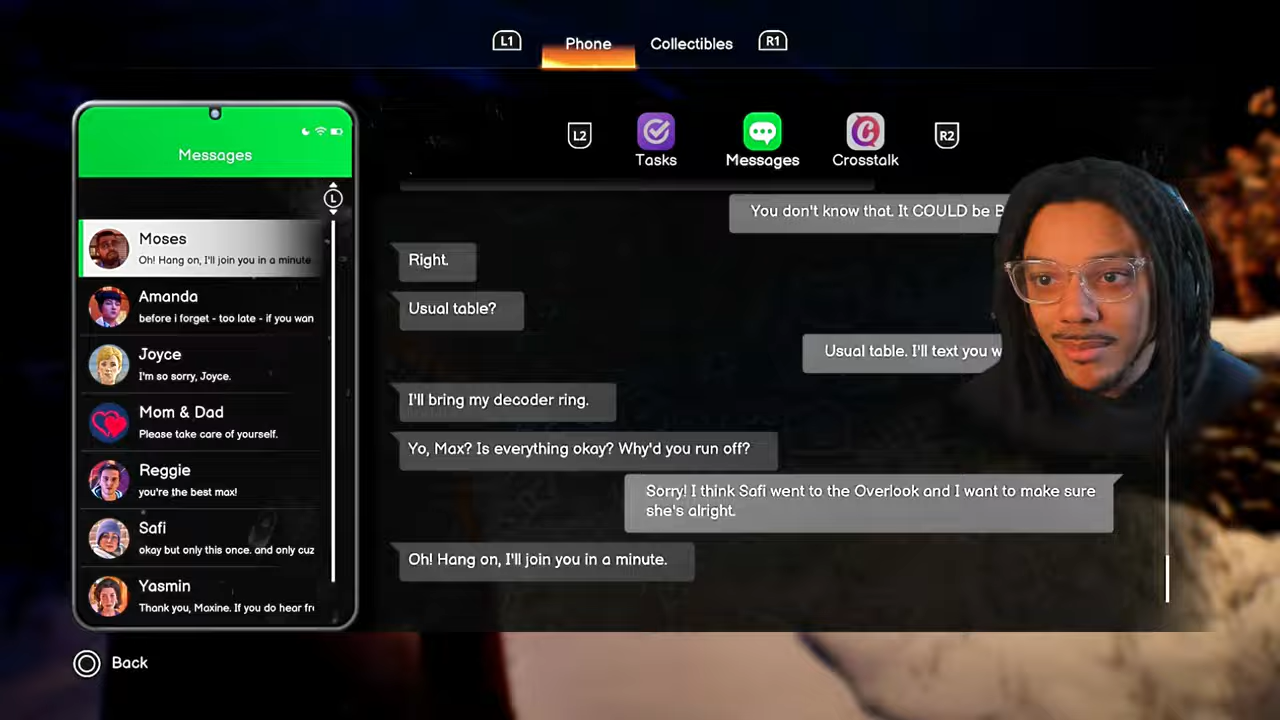 L1
Phone
Collectibles
R1
Messages
L
L2
Tasks
Messages
Crosstalk
R2
Moses
Oh! Hang on, I'll join you in a minute
Amanda
before i forget - too late - if you wan
Joyce
I'm so sorry, Joyce.
Mom & Dad
Please take care of yourself.
Reggie
you're the best max!
Safi
okay but only this once. and only cuz
Yasmin
Thank you, Maxine. If you do hear fr
You don't know that. It COULD be
Right.
Usual table?
Usual table. I'll text you
I'll bring my decoder ring.
Yo, Max? Is everything okay? Why'd you run off?
Sorry! I think Safi went to the Overlook and I want to make sure
she's alright.
Oh! Hang on, I'll join you in a minute.
Back